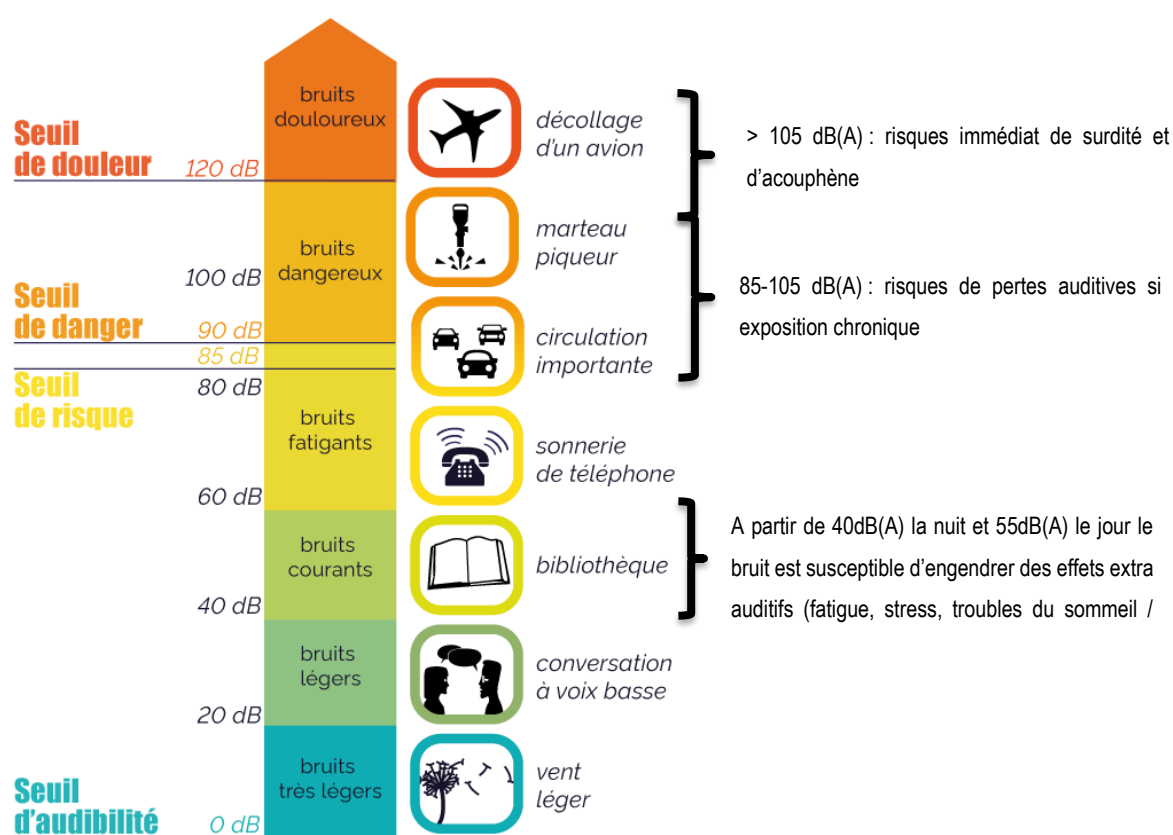 bruits
douloureux
Seuil
de douleur
120 dB
décollage
d'un avion
> 105 dB(A) : risques immédiat de surdité et
d'acouphène
bruits
dangereux
100 dB
marteau
piqueur
Seuil
de danger
90 dB
85 dB
circulation
importante
85-105 dB(A) : risques de pertes auditives si
exposition chronique
Seuil
de risque
80 dB
bruits
fatigants
sonnerie
de téléphone
60 dB
bruits
courants
bibliothèque
A partir de 40dB(A) la nuit et 55dB(A) le jour le
bruit est susceptible d'engendrer des effets extra
auditifs (fatigue, stress, troubles du sommeil /
40 dB
bruits
légers
conversation
à voix basse
20 dB
bruits
très légers
vent
léger
Seuil
d'audibilité
0 dB